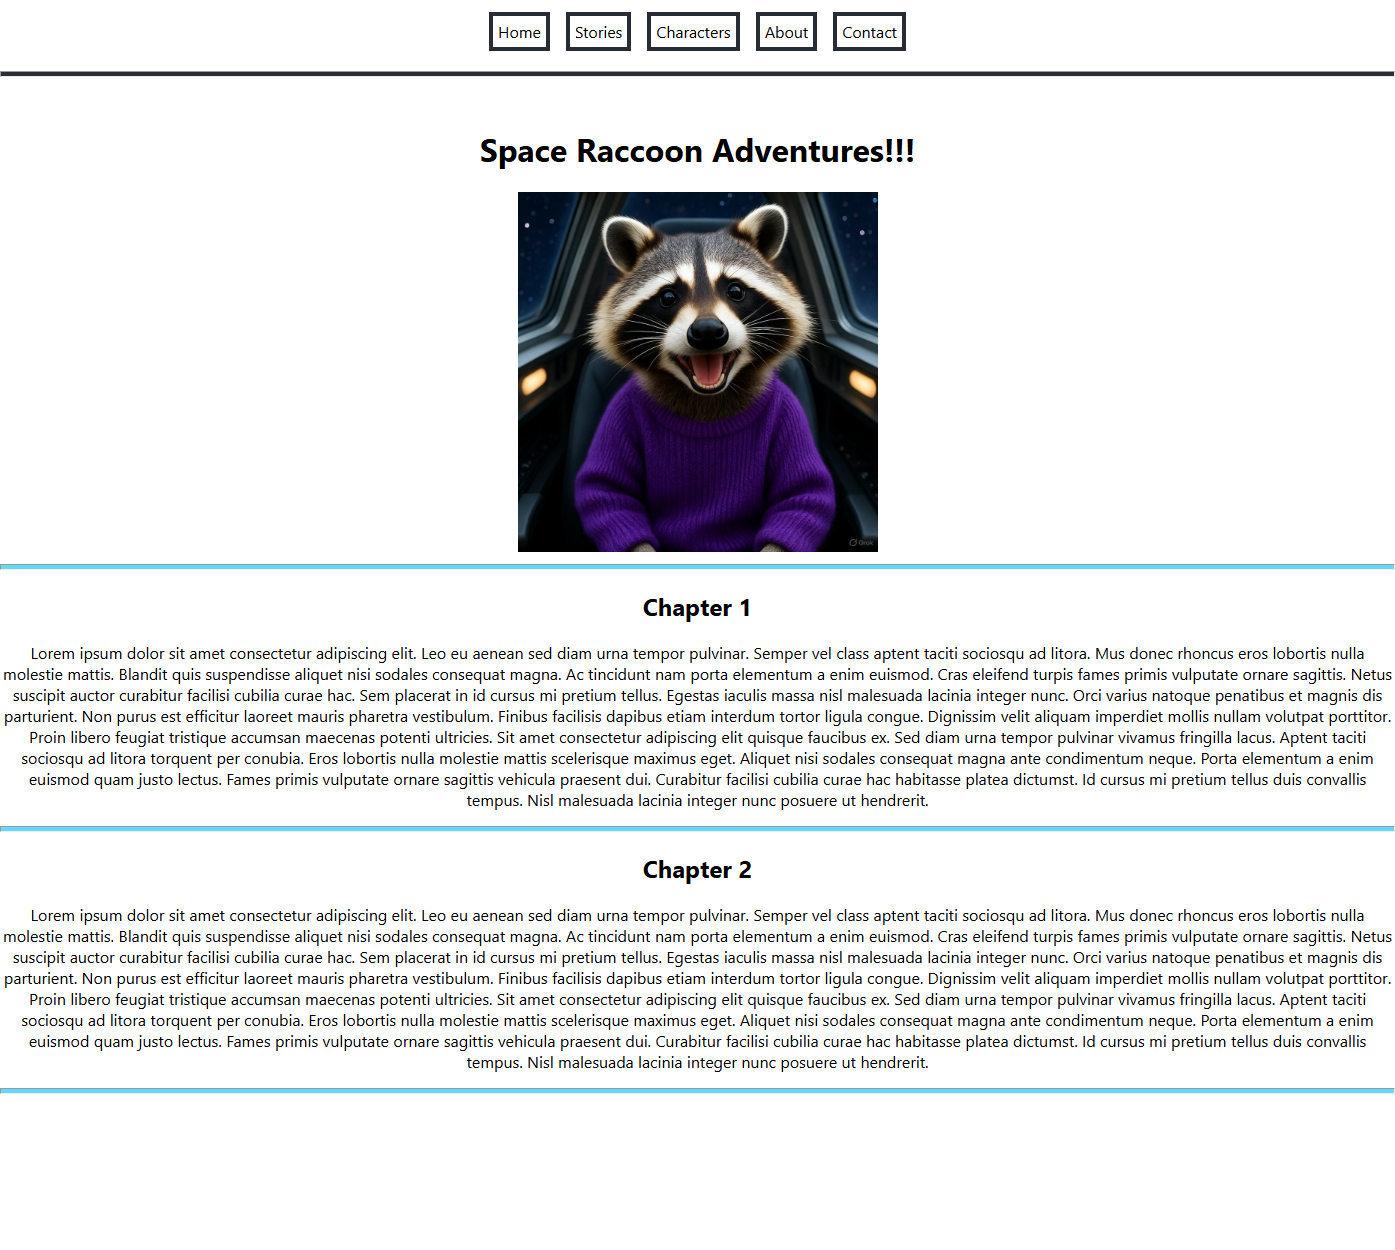 Home Stories Characters About Contact
Space Raccoon Adventures!!!
Grok
Chapter 1
Lorem ipsum dolor sit amet consectetur adipiscing elit. Leo eu aenean sed diam urna tempor pulvinar. Semper vel class aptent taciti sociosqu ad litora. Mus donec rhoncus eros lobortis nulla
molestie mattis. Blandit quis suspendisse aliquet nisi sodales consequat magna. Ac tincidunt nam porta elementum a enim euismod. Cras eleifend turpis fames primis vulputate ornare sagittis. Netus
suscipit auctor curabitur facilisi cubilia curae hac. Sem placerat in id cursus mi pretium tellus. Egestas iaculis massa nisl malesuada lacinia integer nunc. Orci varius natoque penatibus et magnis dis
parturient. Non purus est efficitur laoreet mauris pharetra vestibulum. Finibus facilisis dapibus etiam interdum tortor ligula congue. Dignissim velit aliquam imperdiet mollis nullam volutpat porttitor.
Proin libero feugiat tristique accumsan maecenas potenti ultricies. Sit amet consectetur adipiscing elit quisque faucibus ex. Sed diam urna tempor pulvinar vivamus fringilla lacus. Aptent taciti
sociosqu ad litora torquent per conubia. Eros lobortis nulla molestie mattis scelerisque maximus eget. Aliquet nisi sodales consequat magna ante condimentum neque. Porta elementum a enim
euismod quam justo lectus. Fames primis vulputate ornare sagittis vehicula praesent dui. Curabitur facilisi cubilia curae hac habitasse platea dictumst. Id cursus mi pretium tellus duis convallis
tempus. Nisl malesuada lacinia integer nunc posuere ut hendrerit.
Chapter 2
Lorem ipsum dolor sit amet consectetur adipiscing elit. Leo eu aenean sed diam urna tempor pulvinar. Semper vel class aptent taciti sociosqu ad litora. Mus donec rhoncus eros lobortis nulla
molestie mattis. Blandit quis suspendisse aliquet nisi sodales consequat magna. Ac tincidunt nam porta elementum a enim euismod. Cras eleifend turpis fames primis vulputate ornare sagittis. Netus
suscipit auctor curabitur facilisi cubilia curae hac. Sem placerat in id cursus mi pretium tellus. Egestas iaculis massa nisl malesuada lacinia integer nunc. Orci varius natoque penatibus et magnis dis
parturient. Non purus est efficitur laoreet mauris pharetra vestibulum. Finibus facilisis dapibus etiam interdum tortor ligula congue. Dignissim velit aliquam imperdiet mollis nullam volutpat porttitor.
Proin libero feugiat tristique accumsan maecenas potenti ultricies. Sit amet consectetur adipiscing elit quisque faucibus ex. Sed diam urna tempor pulvinar vivamus fringilla lacus. Aptent taciti
sociosqu ad litora torquent per conubia. Eros lobortis nulla molestie mattis scelerisque maximus eget. Aliquet nisi sodales consequat magna ante condimentum neque. Porta elementum a enim
euismod quam justo lectus. Fames primis vulputate ornare sagittis vehicula praesent dui. Curabitur facilisi cubilia curae hac habitasse platea dictumst. Id cursus mi pretium tellus duis convallis
tempus. Nisl malesuada lacinia integer nunc posuere ut hendrerit.